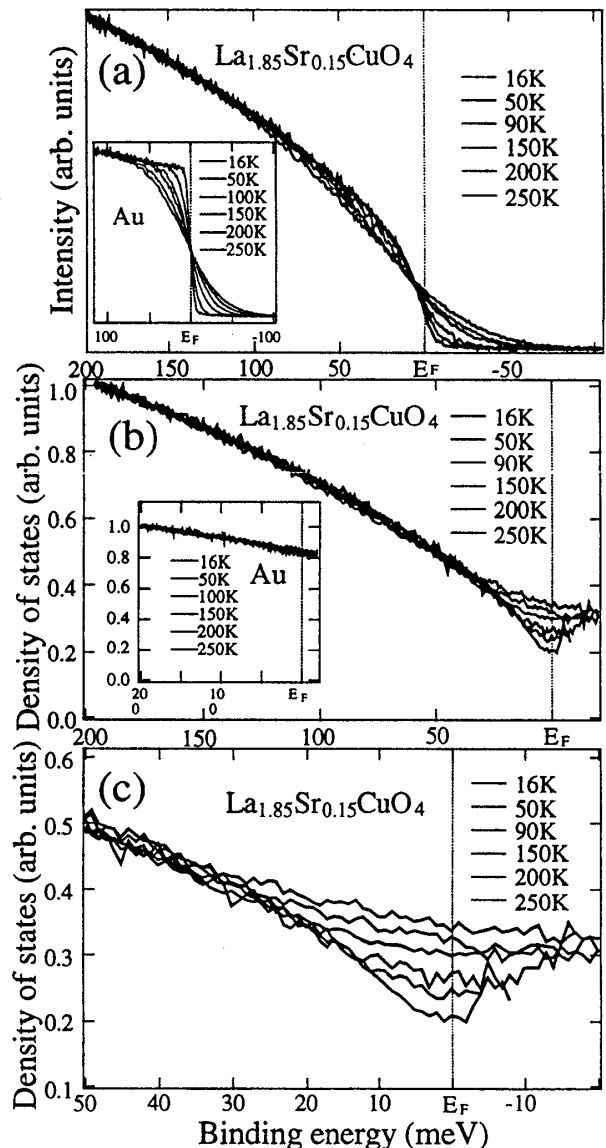 (a)
La1.85Sr0.15CuO4
16K
50K
90K
150K
200K
250K
Intensity (arb. units)
Au
16K
50K
100K
150K
200K
250K
100
EF
-100
200
150
100
50
EF
-50
(b)
La1.85Sr0.15CuO4
16K
50K
90K
150K
200K
250K
Density of states (arb. units)
1.0
0.8
0.6
0.4
0.2
0.0
Au
16K
50K
100K
150K
200K
250K
1.0
0.8
0.6
0.4
0.2
0.0
20
0
10
0
EF
200
150
100
50
EF
(c)
La1.85Sr0.15CuO4
16K
50K
90K
150K
200K
250K
Density of states (arb. units)
0.6
0.5
0.4
0.3
0.2
0.1
50
40
30
20
10
EF
-10
Binding energy (meV)